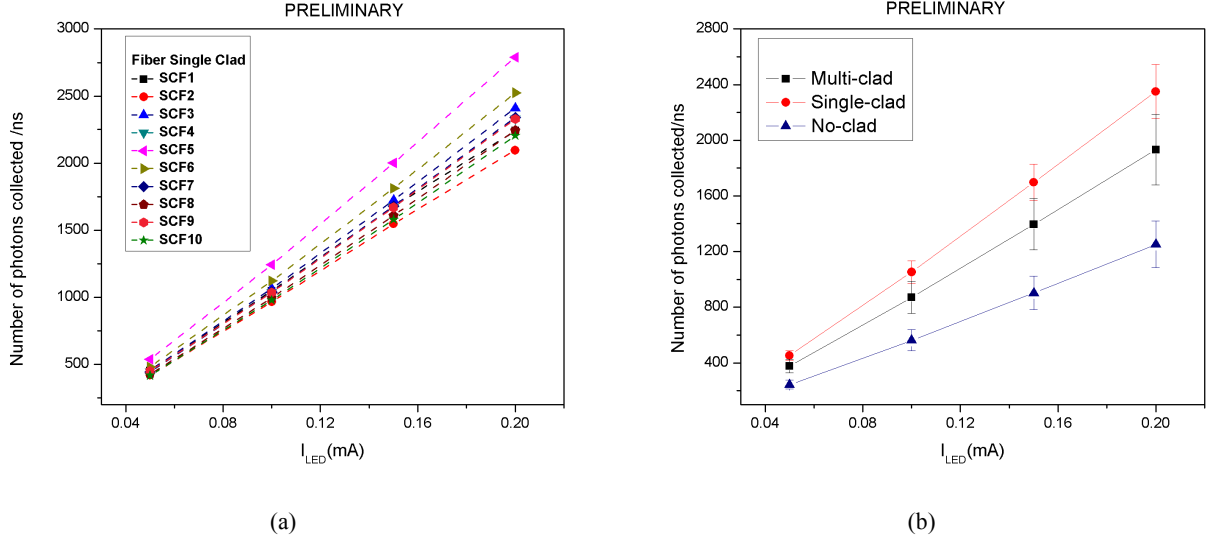 PRELIMINARY
3000
2500
2000
1500
1000
500
Number of photons collected /ns
Fiber Single Clad
SCF1
SCF2
SCF3
SCF4
SCF5
SCF6
SCF7
SCF8
SCF9
SCF10
0.04 0.08 0.12 0.16 0.20
I_LED(mA)
(a)
PRELIMINARY
2800
2400
2000
1600
1200
800
400
Number of photons collected/ns
Multi-clad
Single-clad
No-clad
0.04 0.08 0.12 0.16 0.20
I_LED(mA)
(b)